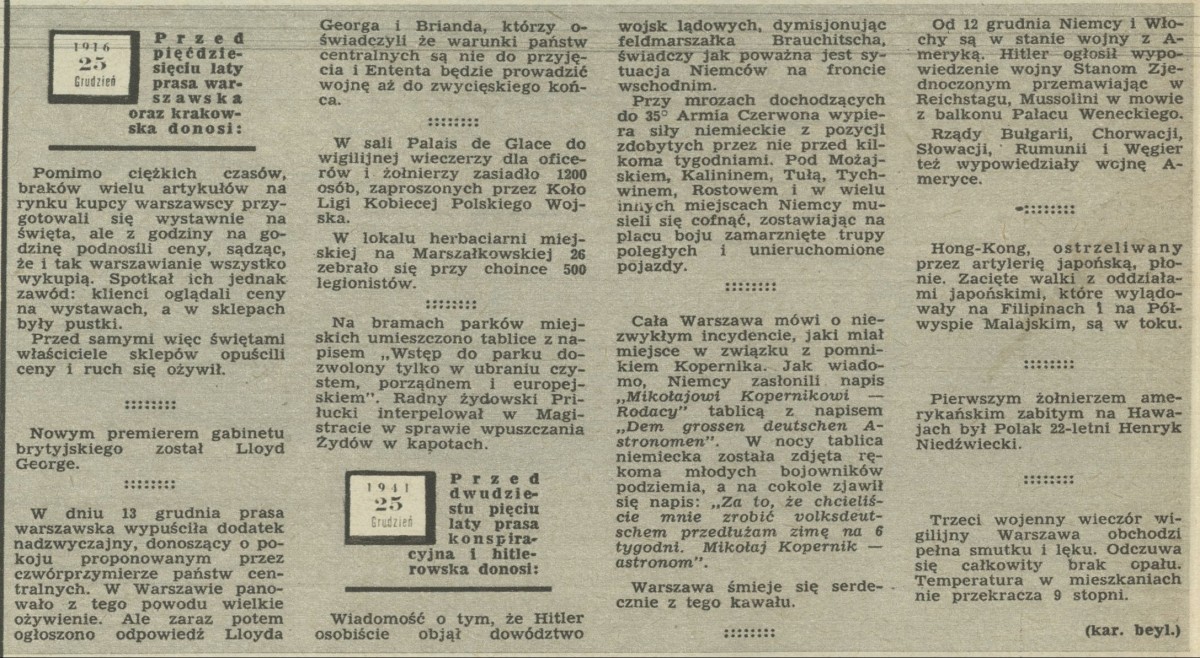 1916
25
Grudzień
Przed
pięćdzie-
sięciu laty
prasa war-
szawska
oraz krakow-
ska donosi:
Pomimo ciężkich czasów,
braków wielu artykułów na
rynku kupcy warszawscy przy-
gotowali się wystawnie na
święta, ale z godziny na go-
dzinę podnosili ceny, sądząc,
że i tak warszawianie wszystko
wykupią. Spotkał ich jednak
zawód: klienci oglądali ceny
na wystawach, a w sklepach
były pustki.
Przed samymi więc świętami
właściciele sklepów opuścili
ceny i ruch się ożywił.
Nowym premierem gabinetu
brytyjskiego został Lloyd
George.
W dniu 13 grudnia prasa
warszawska wypuściła dodatek
nadzwyczajny, donoszący o po-
koju proponowanym przez
czwórprzymierze państw cen-
tralnych. W Warszawie pano-
wało z tego powodu wielkie
ożywienie. Ale zaraz potem
ogłoszono odpowiedź Lloyda
Georga i Brianda, którzy o-
świadczyli że warunki państw
centralnych są nie do przyję-
cia i Ententa będzie prowadzić
wojnę aż do zwycięskiego koń-
ca.
W sali Palais de Glace do
wigilijnej wieczerzy dla ofice-
rów i żołnierzy zasiadło 1200
osób, zaproszonych przez Koło
Ligi Kobiecej Polskiego Woj-
ska.
W lokalu herbaciarni miej-
skiej na Marszałkowskiej 26
zebrało się przy choince 500
legionistów.
Na bramach parków miej-
skich umieszczono tablice z na-
pisem „Wstęp do parku do-
zwolony tylko w ubraniu czy-
stem, porządnem i europej-
skiem". Radny żydowski Pri-
łucki interpelował w Magi-
stracie w sprawie wpuszczania
Żydów w kapotach.
1941
25
Grudzień
Przed
dwudzie-
stu pięciu
laty prasa
konspira-
cyjna i hitle-
rowska donosi:
Wiadomość o tym, że Hitler
osobiście objął dowództwo
wojsk lądowych, dymisjonując
feldmarszałka Brauchitscha,
świadczy jak poważna jest sy-
tuacja Niemców na froncie
wschodnim.
Przy mrozach dochodzących
do 35° Armia Czerwona wypie-
ra siły niemieckie z pozycji
zdobytych przez nie przed kil-
koma tygodniami. Pod Możaj-
skiem, Kalininem, Tułą, Tych-
winem, Rostowem i w wielu
innych miejscach Niemcy mu-
sieli się cofnąć, zostawiając na
placu boju zamarznięte trupy
poległych i unieruchomione
pojazdy.
Cała Warszawa mówi o nie-
zwykłym incydencie, jaki miał
miejsce w związku z pomni-
kiem Kopernika. Jak wiado-
mo, Niemcy zasłonili napis
„Mikołajowi Kopernikowi —
Rodacy" tablicą z napisem
„Dem grossen deutschen A-
stronomen". W nocy tablica
niemiecka została zdjęta rę-
koma młodych bojowników
podziemia, a na cokole zjawił
się napis: „Za to, że chcieliś-
cie mnie zrobić volksdeut-
schem przedłużam zimę na 6
tygodni. Mikołaj Kopernik —
astronom".
Warszawa śmieje się serde-
cznie z tego kawału.
Od 12 grudnia Niemcy i Wło-
chy są w stanie wojny z A-
meryką. Hitler ogłosił wypo-
wiedzenie wojny Stanom Zje-
dnoczonym przemawiając w
Reichstagu, Mussolini w mowie
z balkonu Pałacu Weneckiego.
Rządy Bułgarii, Chorwacji,
Słowacji, Rumunii i Węgier
też wypowiedziały wojnę A-
meryce.
Hong-Kong, ostrzeliwany
przez artylerię japońską, pło-
nie. Zacięte walki z oddziała-
mi japońskimi, które wylądo-
wały na Filipinach i na Pół-
wyspie Malajskim, są w toku.
Pierwszym żołnierzem ame-
rykańskim zabitym na Hawa-
jach był Polak 22-letni Henryk
Niedźwiecki.
Trzeci wojenny wieczór wi-
gilijny Warszawa obchodzi
pełna smutku i lęku. Odczuwa
się całkowity brak opału.
Temperatura w mieszkaniach
nie przekracza 9 stopni.
(kar. beyl.)